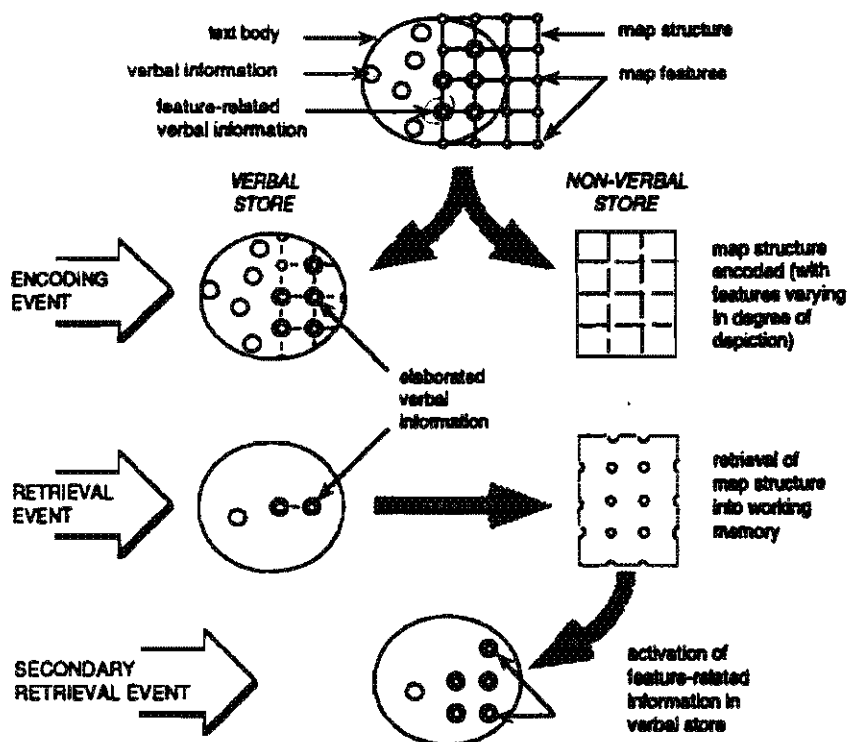 text body
verbal information
feature-related
verbal information
map structure
map features
VERBAL
STORE
NON-VERBAL
STORE
ENCODING
EVENT
map structure
encoded (with
features varying
in degree of
depiction)
elaborated
verbal
information
RETRIEVAL
EVENT
retrieval of
map structure
into working
memory
SECONDARY
RETRIEVAL EVENT
activation of
feature-related
information in
verbal store